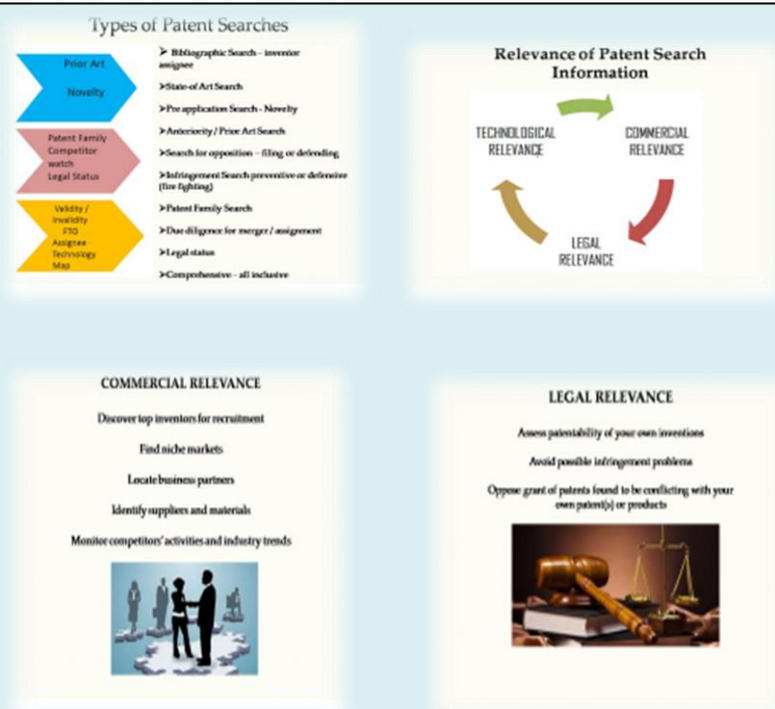 Types of Patent Searches
Prior Art
Novelty
Patent Family
Competitor
watch
Legal Status
Validity /
Invalidity
FTO
Assignee -
Technology
Map
➤ Bibliographic Search – inventor
assignee
➤State of Art Search
➤Pre application Search - Novelty
➤Anteriority / Prior Art Search
➤Search for opposition – filing or defending
➤Infringement Search preventive or defensive
(fire fighting)
➤Patent Family Search
➤Due diligence for merger / assignment
➤Legal status
➤Comprehensive – all inclusive
Relevance of Patent Search
Information
TECHNOLOGICAL
RELEVANCE
COMMERCIAL
RELEVANCE
LEGAL
RELEVANCE
COMMERCIAL RELEVANCE
Discover top inventors for recruitment
Find niche markets
Locate business partners
Identify suppliers and materials
Monitor competitors' activities and industry trends
LEGAL RELEVANCE
Assess patentability of your own inventions
Avoid possible infringement problems
Oppose grant of patents found to be conflicting with your
own patent(s) or products